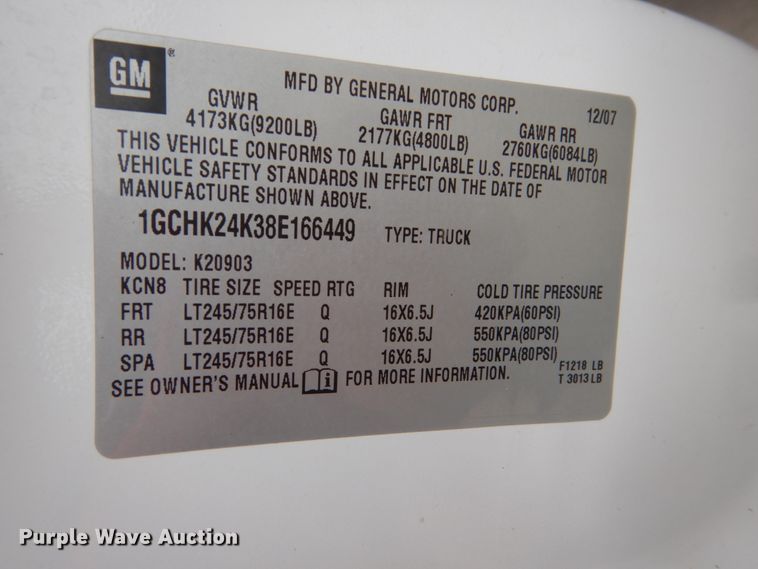 GM ®
MFD BY GENERAL MOTORS CORP. 12/07
GVWR GAWR FRT GAWR RR
4173KG(9200LB) 2177KG(4800LB) 2760KG(6084LB)
THIS VEHICLE CONFORMS TO ALL APPLICABLE U.S. FEDERAL MOTOR
VEHICLE SAFETY STANDARDS IN EFFECT ON THE DATE OF
MANUFACTURE SHOWN ABOVE.
1GCHK24K38E166449 TYPE: TRUCK
MODEL: K20903
KCN8 TIRE SIZE SPEED RTG RIM COLD TIRE PRESSURE
FRT LT245/75R16E Q 16X6.5J 420KPA(60PSI)
RR LT245/75R16E Q 16X6.5J 550KPA(80PSI)
SPA LT245/75R16E Q 16X6.5J 550KPA(80PSI)
F1218 LB
SEE OWNER'S MANUAL FOR MORE INFORMATION. T 3013 LB
Purple Wave Auction